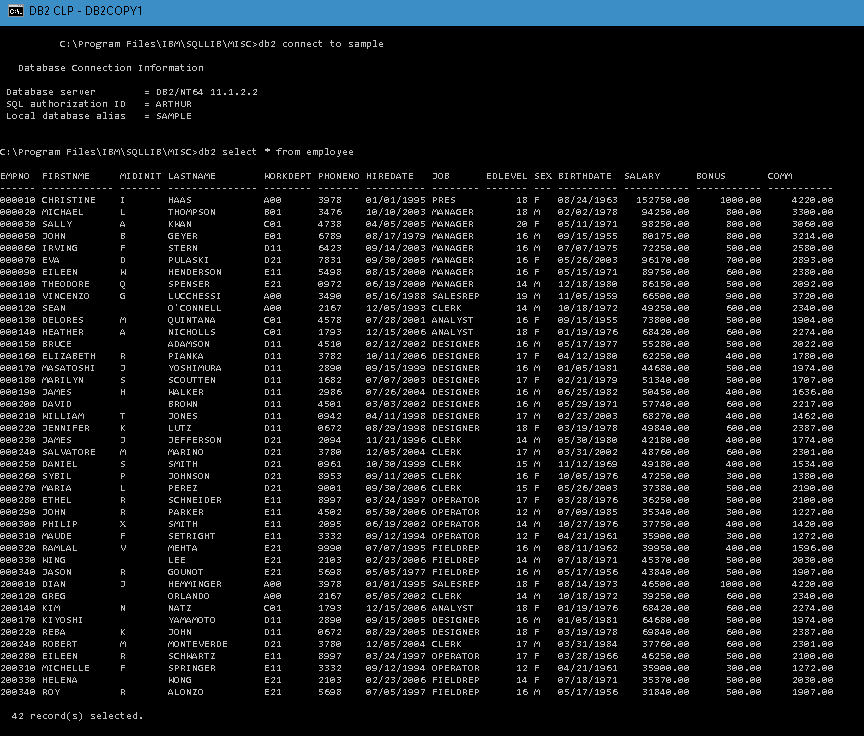 DB2 CLP - DB2COPY1
C:\Program Files\IBM\SQLLIB\MISC>db2 connect to sample
Database Connection Information
Database server = DB2/NT64 11.1.2.2
SQL authorization ID = ARTHUR
Local database alias = SAMPLE
C:\Program Files\IBM\SQLLIB\MISC>db2 select * from employee
EMPNO FIRSTNME MIDINIT LASTNAME WORKDEPT PHONENO HIREDATE JOB EDLEVEL SEX BIRTHDATE SALARY BONUS COMM
------ ------------ ------- --------------- -------- ------- ---------- -------- ------- --- ---------- ----------- ----------- -----------
000010 CHRISTINE I HAAS A00 3978 01/01/1995 PRES 18 F 08/24/1963 152750.00 1000.00 4220.00
000020 MICHAEL L THOMPSON B01 3476 10/10/2003 MANAGER 18 M 02/02/1978 94250.00 800.00 3300.00
000030 SALLY A KWAN C01 4738 04/05/2005 MANAGER 20 F 05/11/1971 98250.00 800.00 3060.00
000050 JOHN B GEYER E01 6789 08/17/1979 MANAGER 16 M 09/15/1955 80175.00 800.00 3214.00
000060 IRVING F STERN D11 6423 09/14/2003 MANAGER 16 M 07/07/1975 72250.00 500.00 2580.00
000070 EVA D PULASKI D21 7831 09/30/2005 MANAGER 16 F 05/26/2003 96170.00 700.00 2893.00
000090 EILEEN W HENDERSON E11 5498 08/15/2000 MANAGER 16 F 05/15/1971 89750.00 600.00 2380.00
000100 THEODORE Q SPENSER E21 0972 06/19/2000 MANAGER 14 M 12/18/1980 86150.00 500.00 2092.00
000110 VINCENZO G LUCCHESSI A00 3490 05/16/1988 SALESREP 19 M 11/05/1959 66500.00 900.00 3720.00
000120 SEAN O'CONNELL A00 2167 12/05/1993 CLERK 14 M 10/18/1972 49250.00 600.00 2340.00
000130 DELORES M QUINTANA C01 4578 07/28/2001 ANALYST 16 F 09/15/1955 73800.00 500.00 1904.00
000140 HEATHER A NICHOLLS C01 1793 12/15/2006 ANALYST 18 F 01/19/1976 68420.00 600.00 2274.00
000150 BRUCE ADAMSON D11 4510 02/12/2002 DESIGNER 16 M 05/17/1977 55280.00 500.00 2022.00
000160 ELIZABETH R PIANKA D11 3782 10/11/2006 DESIGNER 17 F 04/12/1980 62250.00 400.00 1780.00
000170 MASATOSHI J YOSHIMURA D11 2890 09/15/1999 DESIGNER 16 M 01/05/1981 44680.00 500.00 1974.00
000180 MARILYN S SCOUTTEN D11 1682 07/07/2003 DESIGNER 17 F 02/21/1979 51340.00 500.00 1707.00
000190 JAMES H WALKER D11 2986 07/26/2004 DESIGNER 16 M 06/25/1982 50450.00 400.00 1636.00
000200 DAVID BROWN D11 4501 03/03/2002 DESIGNER 16 M 05/29/1971 57740.00 600.00 2217.00
000210 WILLIAM T JONES D11 0942 04/11/1998 DESIGNER 17 M 02/23/2003 68270.00 400.00 1462.00
000220 JENNIFER K LUTZ D11 0672 08/29/1998 DESIGNER 18 F 03/19/1978 49840.00 600.00 2387.00
000230 JAMES J JEFFERSON D21 2094 11/21/1996 CLERK 14 M 05/30/1980 42180.00 400.00 1774.00
000240 SALVATORE M MARINO D21 3780 12/05/2004 CLERK 17 M 03/31/2002 48760.00 600.00 2301.00
000250 DANIEL S SMITH D21 0961 10/30/1999 CLERK 15 M 11/12/1969 49180.00 400.00 1534.00
000260 SYBIL P JOHNSON D21 8953 09/11/2005 CLERK 16 F 10/05/1976 47250.00 300.00 1380.00
000270 MARIA L PEREZ D21 9001 09/30/2006 CLERK 15 F 05/26/2003 37380.00 500.00 2190.00
000280 ETHEL R SCHNEIDER E11 8997 03/24/1997 OPERATOR 17 F 03/28/1976 36250.00 500.00 2100.00
000290 JOHN R PARKER E11 4502 05/30/2006 OPERATOR 12 M 07/09/1985 35340.00 300.00 1227.00
000300 PHILIP X SMITH E11 2095 06/19/2002 OPERATOR 14 M 10/27/1976 37750.00 400.00 1420.00
000310 MAUDE F SETRIGHT E11 3332 09/12/1994 OPERATOR 12 F 04/21/1961 35900.00 300.00 1272.00
000320 RAMLAL V MEHTA E21 9990 07/07/1995 FIELDREP 16 M 08/11/1962 39950.00 400.00 1596.00
000330 WING LEE E21 2103 02/23/2006 FIELDREP 14 M 07/18/1971 45370.00 500.00 2030.00
000340 JASON R GOUNOT E21 5698 05/05/1977 FIELDREP 16 M 05/17/1956 43840.00 500.00 1907.00
200010 DIAN J HEMMINGER A00 3978 01/01/1995 SALESREP 18 F 08/14/1973 46500.00 1000.00 4220.00
200120 GREG ORLANDO A00 2167 05/05/2002 CLERK 14 M 10/18/1972 39250.00 600.00 2340.00
200140 KIM N NATZ C01 1793 12/15/2006 ANALYST 18 F 01/19/1976 68420.00 600.00 2274.00
200170 KIYOSHI YAMAMOTO D11 2890 09/15/2005 DESIGNER 16 M 01/05/1981 64680.00 500.00 1974.00
200220 REBA K JOHN D11 0672 08/29/2005 DESIGNER 18 F 03/19/1978 69840.00 600.00 2387.00
200240 ROBERT M MONTEVERDE D21 3780 12/05/2004 CLERK 17 M 03/31/1984 37760.00 600.00 2301.00
200280 EILEEN R SCHWARTZ E11 8997 03/24/1997 OPERATOR 17 F 03/28/1966 46250.00 500.00 2100.00
200310 MICHELLE F SPRINGER E11 3332 09/12/1994 OPERATOR 12 F 04/21/1961 35900.00 300.00 1272.00
200330 HELENA WONG E21 2103 02/23/2006 FIELDREP 14 F 07/18/1971 35370.00 500.00 2030.00
200340 ROY R ALONZO E21 5698 07/05/1997 FIELDREP 16 M 05/17/1956 31840.00 500.00 1907.00
42 record(s) selected.